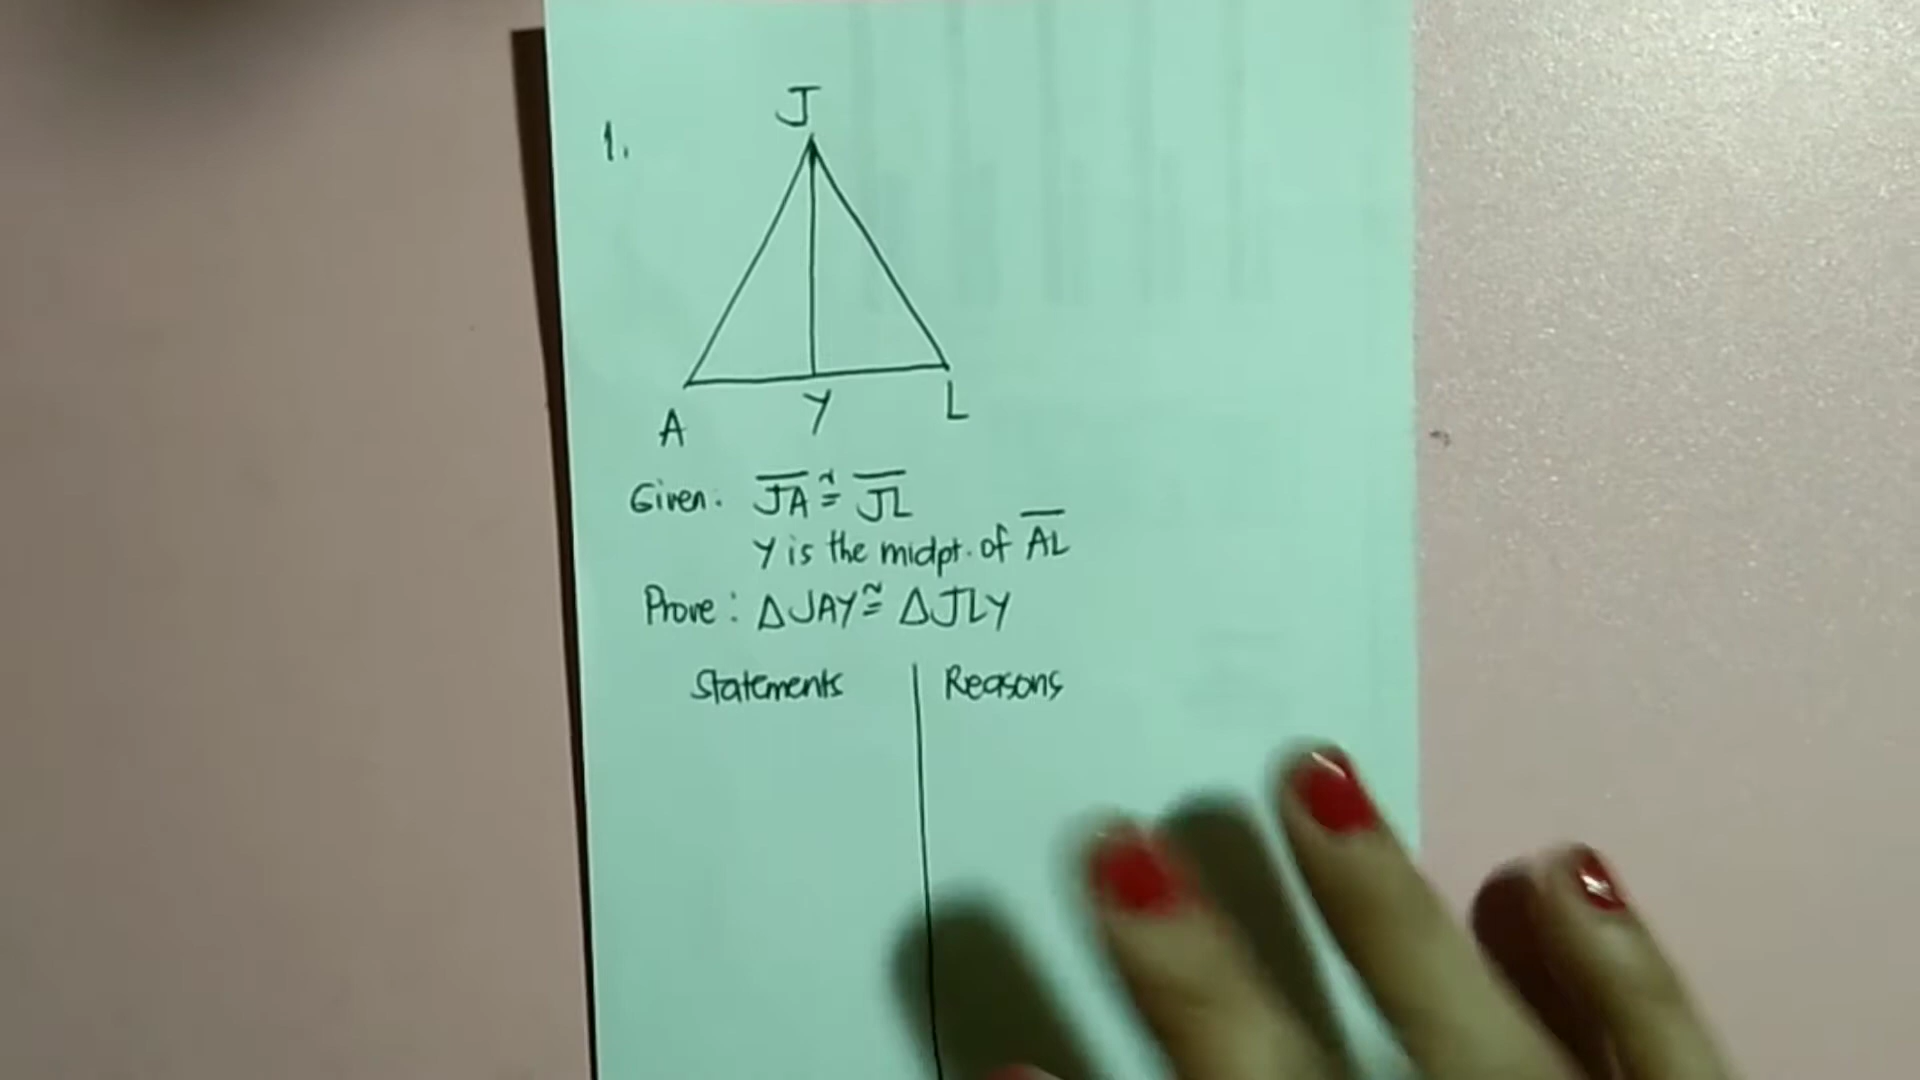 1.
J
A Y L
Given: JA ≅ JL
Y is the midpt. of AL
Prove: ΔJAY ≅ ΔJLY
Statements Reasons